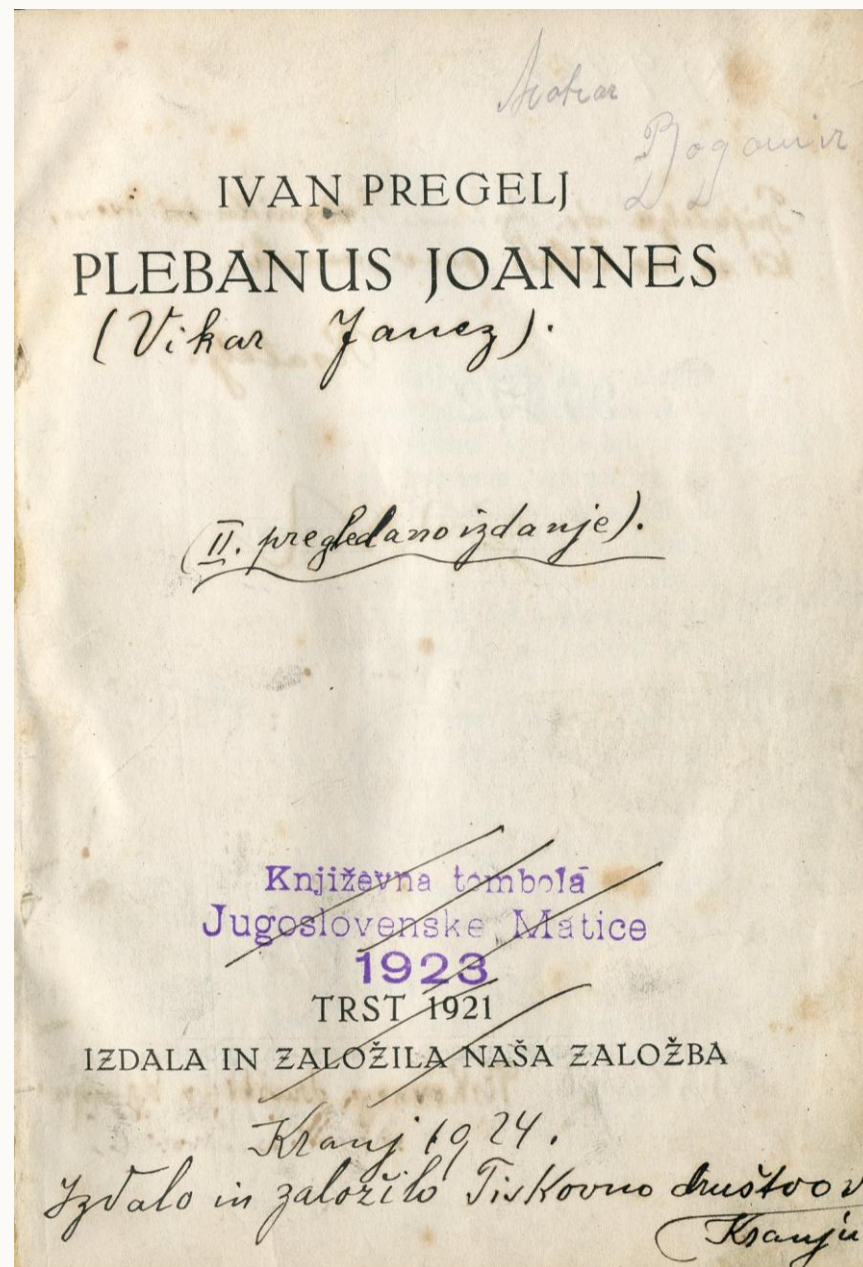 Bogomir
IVAN PREGELJ
PLEBANUS JOANNES
(Vikar Janez).
(II. pregledano izdanje).
Književna tombola
Jugoslovenske Matice
1923
TRST 1921
IZDALA IN ZALOŽILA NAŠA ZALOŽBA
Kranj 1924.
Izdalo in založilo Tiskovno društvo v
Kranju